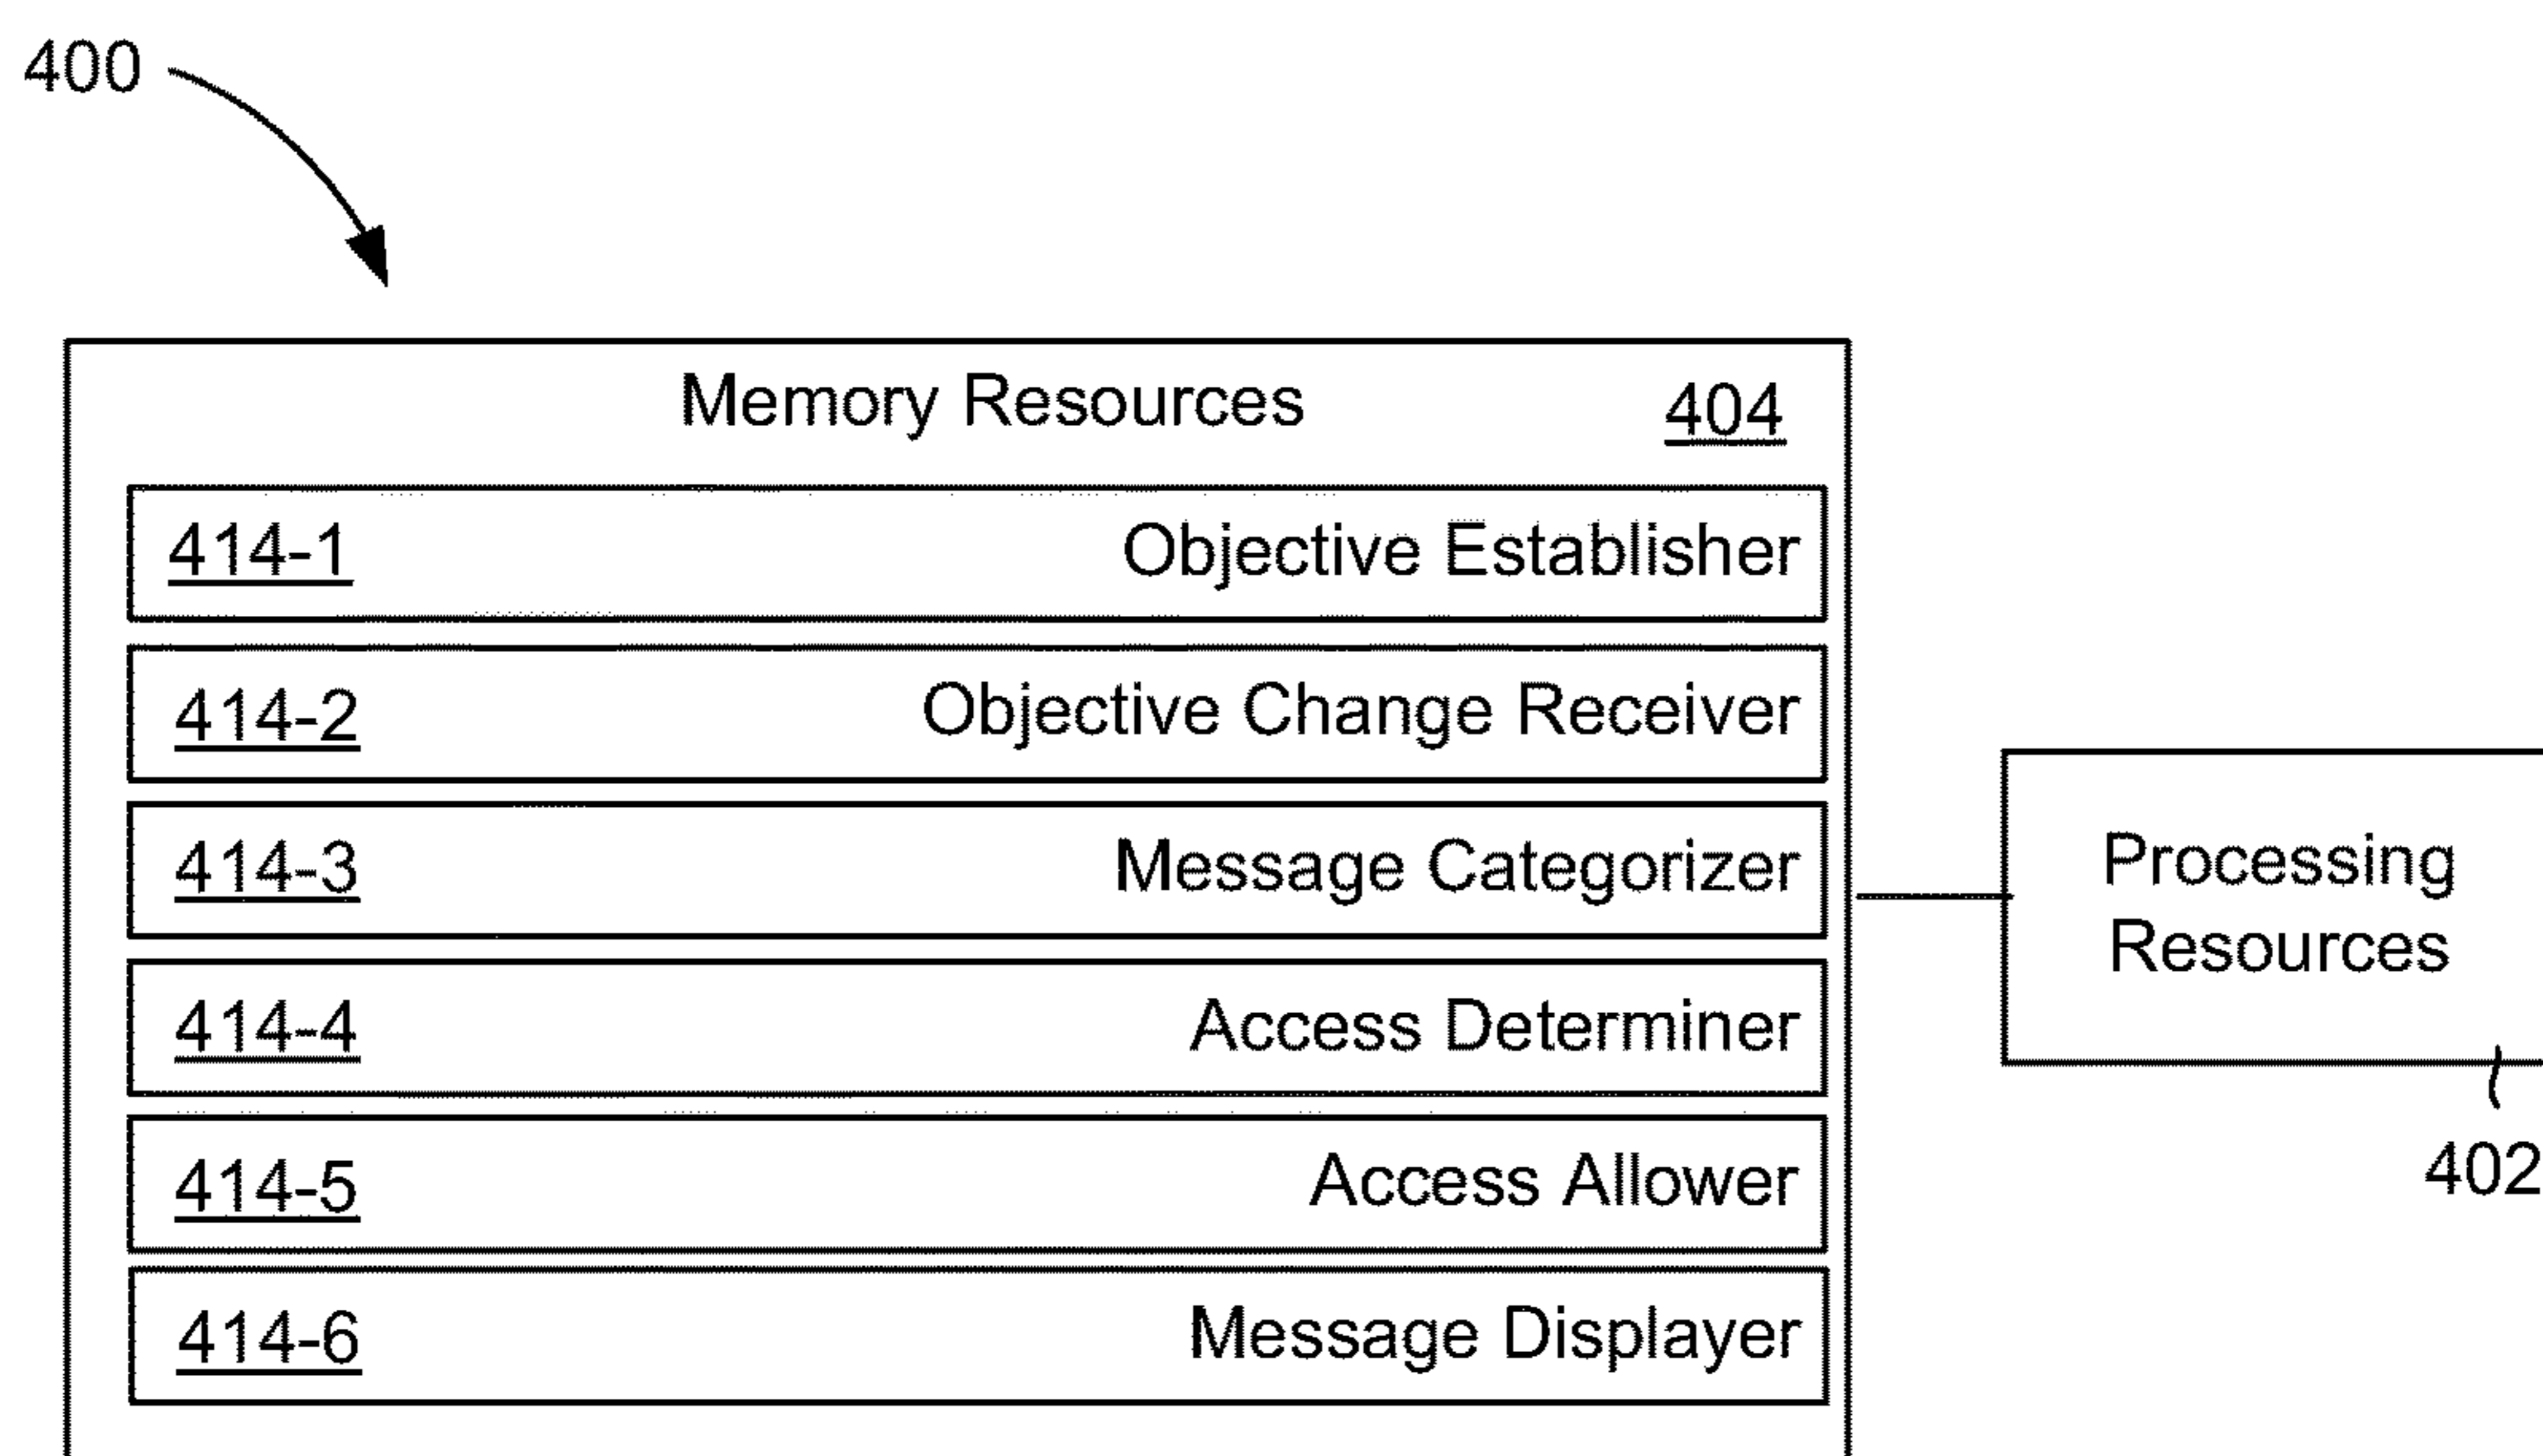 400
Memory Resources 404
414-1 Objective Establisher
414-2 Objective Change Receiver
414-3 Message Categorizer
414-4 Access Determiner
414-5 Access Allower
414-6 Message Displayer
Processing
Resources
402